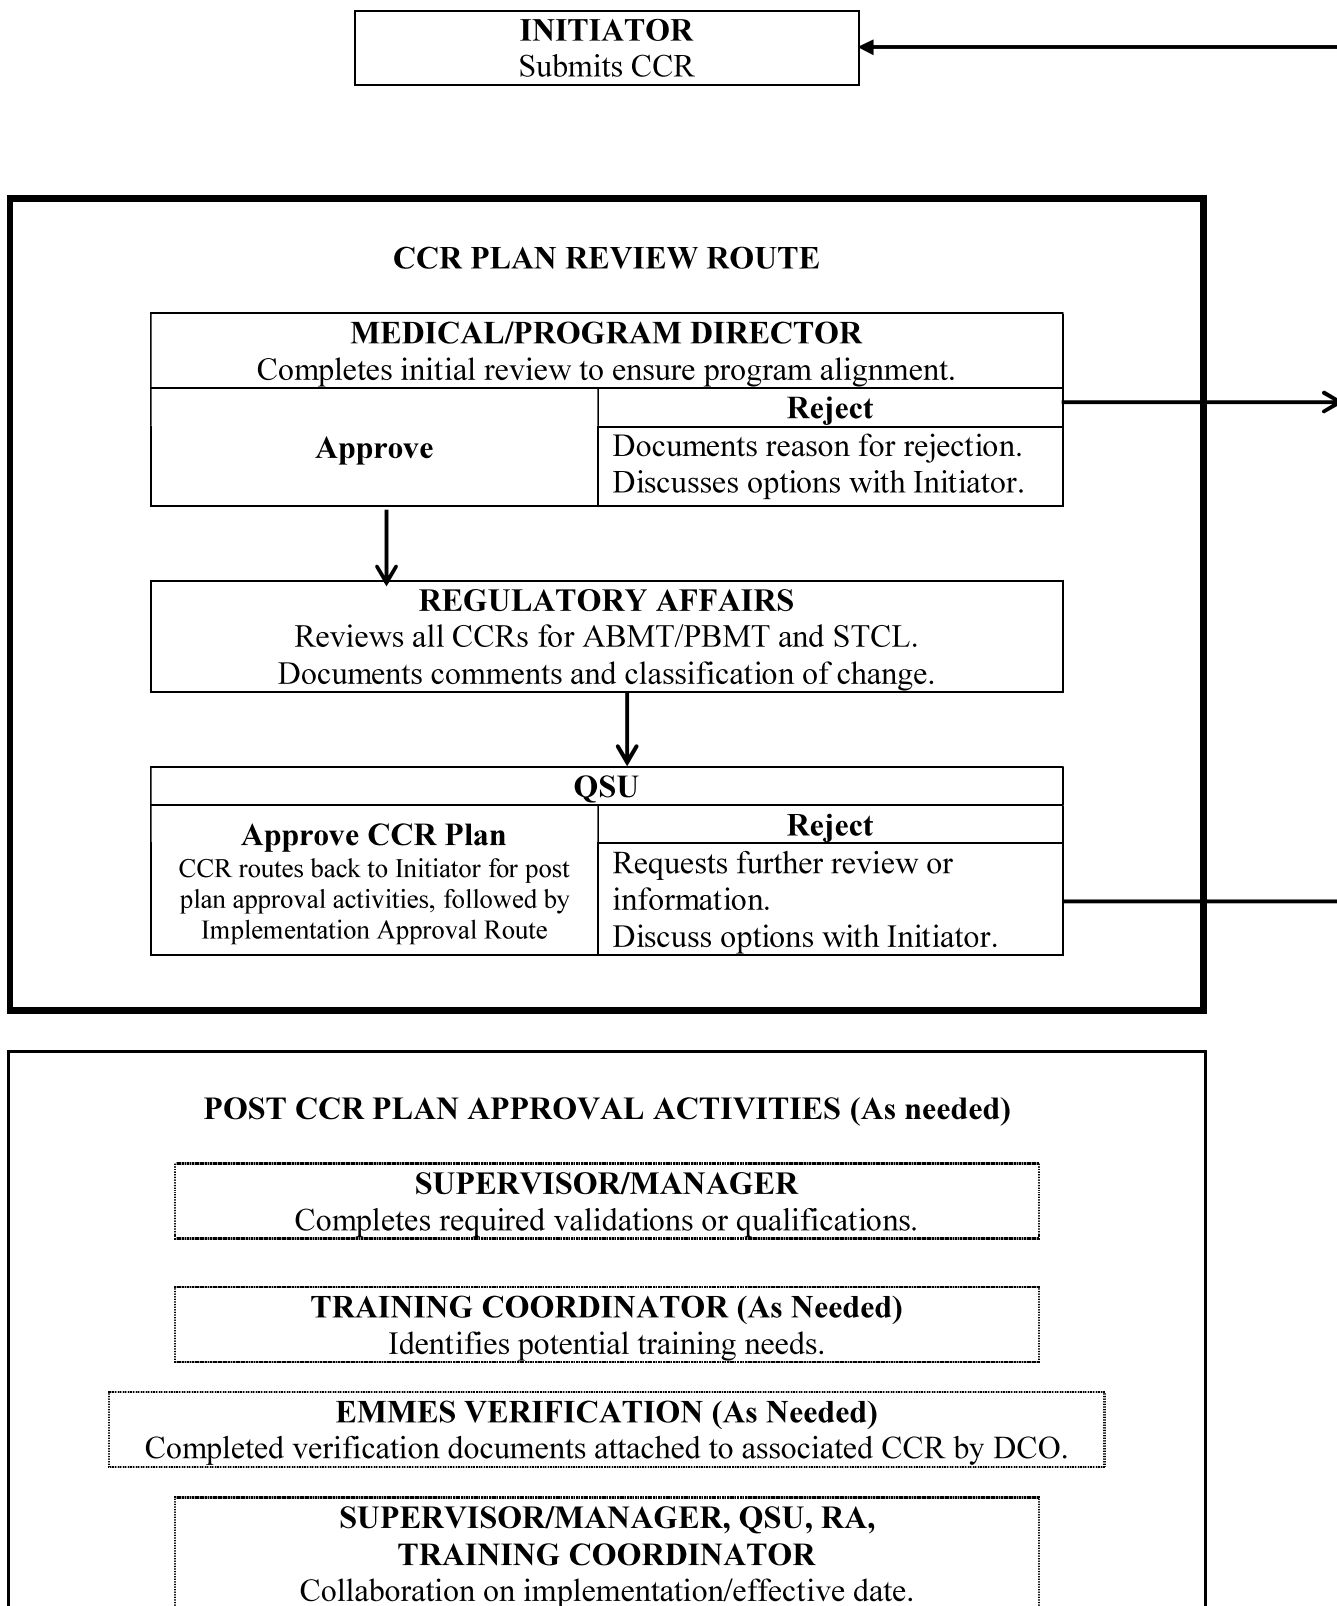 INITIATOR
Submits CCR
CCR PLAN REVIEW ROUTE
MEDICAL/PROGRAM DIRECTOR
Completes initial review to ensure program alignment.
Approve
Reject
Documents reason for rejection.
Discusses options with Initiator.
REGULATORY AFFAIRS
Reviews all CCRs for ABMT/PBMT and STCL.
Documents comments and classification of change.
QSU
Approve CCR Plan
CCR routes back to Initiator for post
plan approval activities, followed by
Implementation Approval Route
Reject
Requests further review or
information.
Discuss options with Initiator.
POST CCR PLAN APPROVAL ACTIVITIES (As needed)
SUPERVISOR/MANAGER
Completes required validations or qualifications.
TRAINING COORDINATOR (As Needed)
Identifies potential training needs.
EMMES VERIFICATION (As Needed)
Completed verification documents attached to associated CCR by DCO.
SUPERVISOR/MANAGER, QSU, RA,
TRAINING COORDINATOR
Collaboration on implementation/effective date.